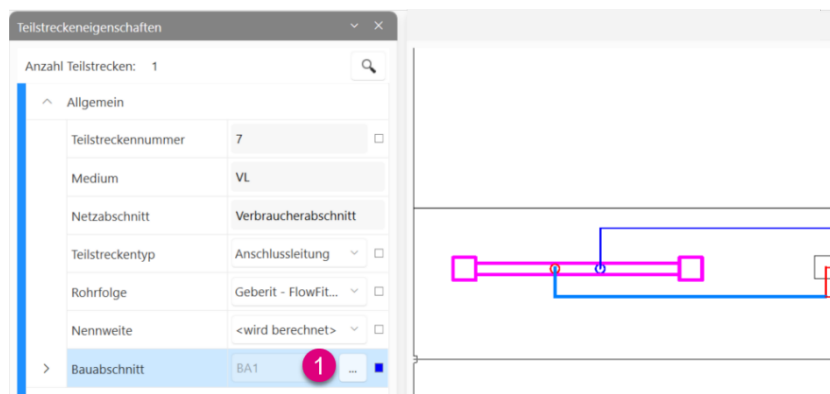 Teilstreckeneigenschaften
Anzahl Teilstrecken: 1
Allgemein
Teilstreckennummer 7
Medium VL
Netzabschnitt Verbraucherabschnitt
Teilstreckentyp Anschlussleitung
Rohrfolge Geberit - FlowFit...
Nennweite <wird berechnet>
Bauabschnitt BA1 1 ...